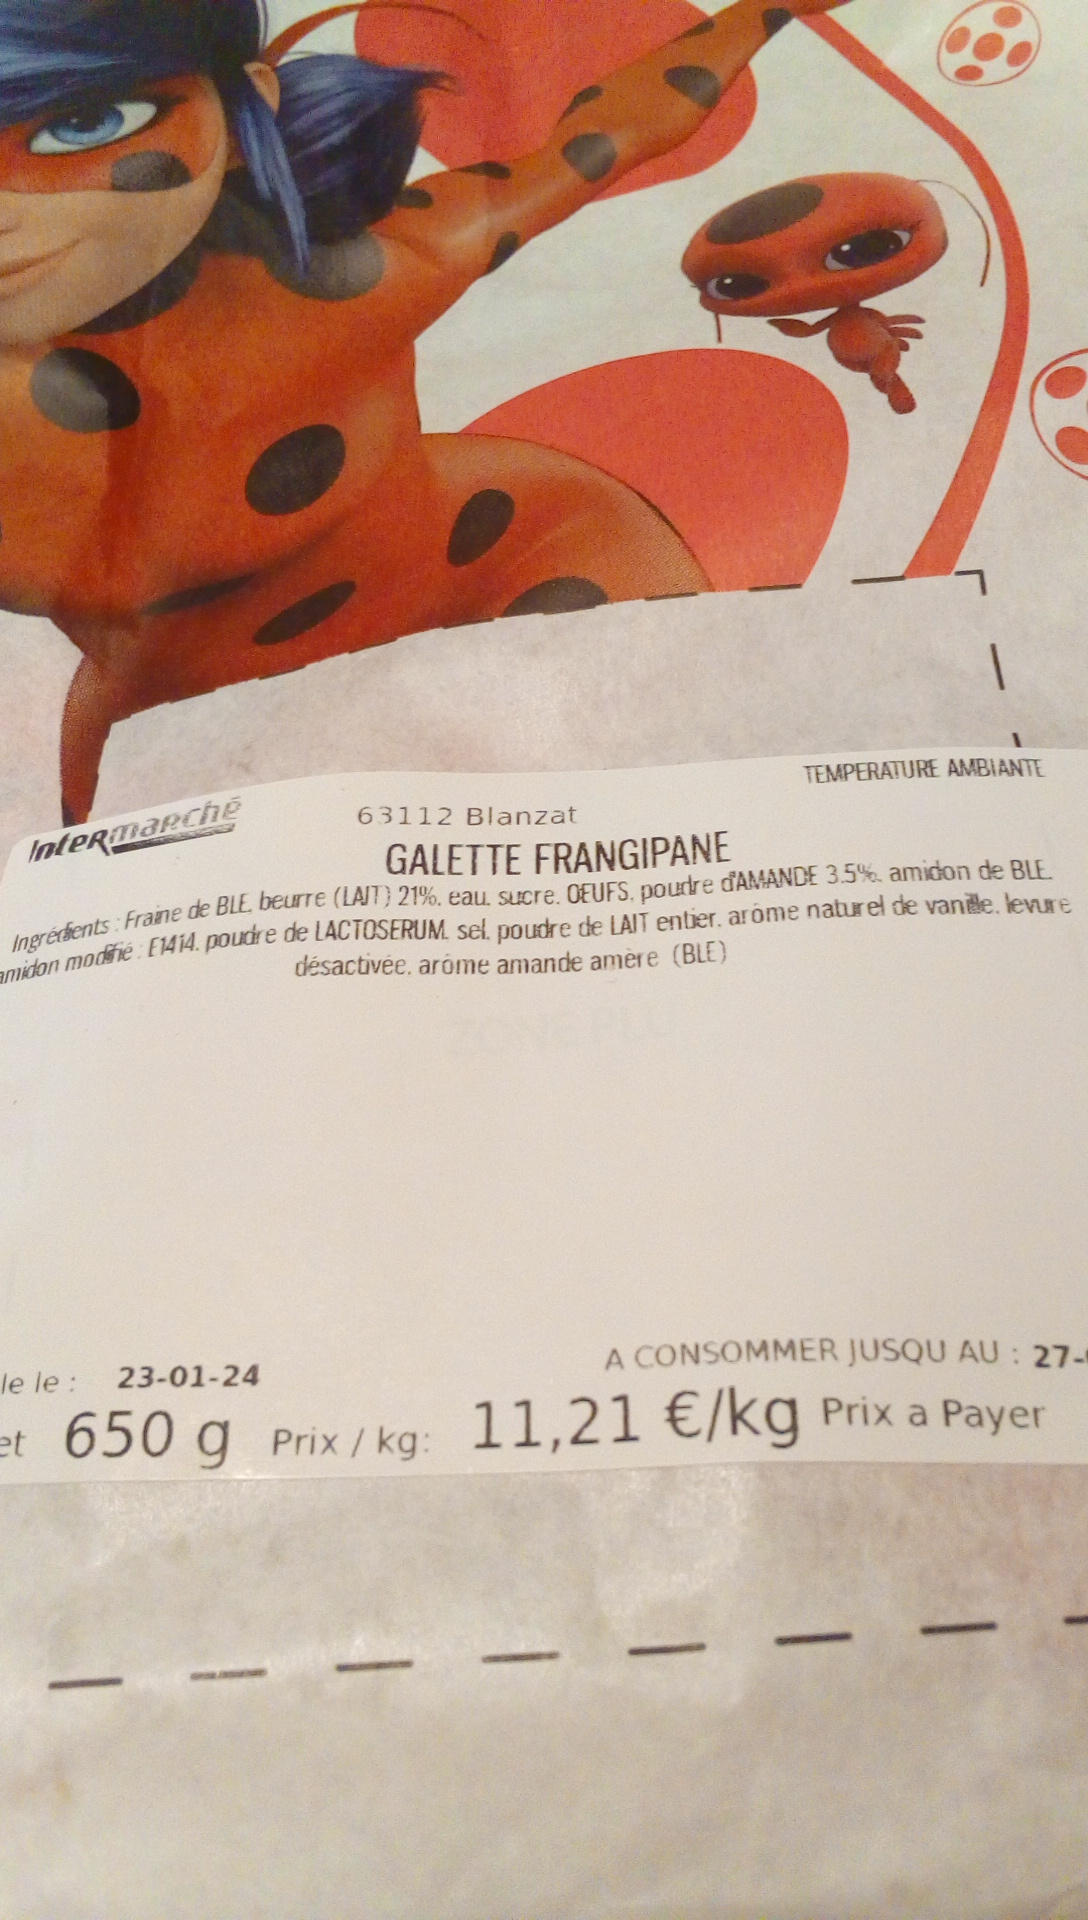 TEMPERATURE AMBIANTE
Intermarché
63112 Blanzat
GALETTE FRANGIPANE
Ingrédients : Fraine de BLE, beurre (LAIT) 21%, eau, sucre, OEUFS, poudre d'AMANDE 3.5%, amidon de BLE,
amidon modifié : E1414, poudre de LACTOSERUM, sel, poudre de LAIT entier, arôme naturel de vanille, levure
désactivée, arôme amande amère (BLE)
ZONE PLU
A CONSOMMER JUSQU AU : 27-
le le : 23-01-24
et 650 g Prix / kg: 11,21 €/kg Prix a Payer